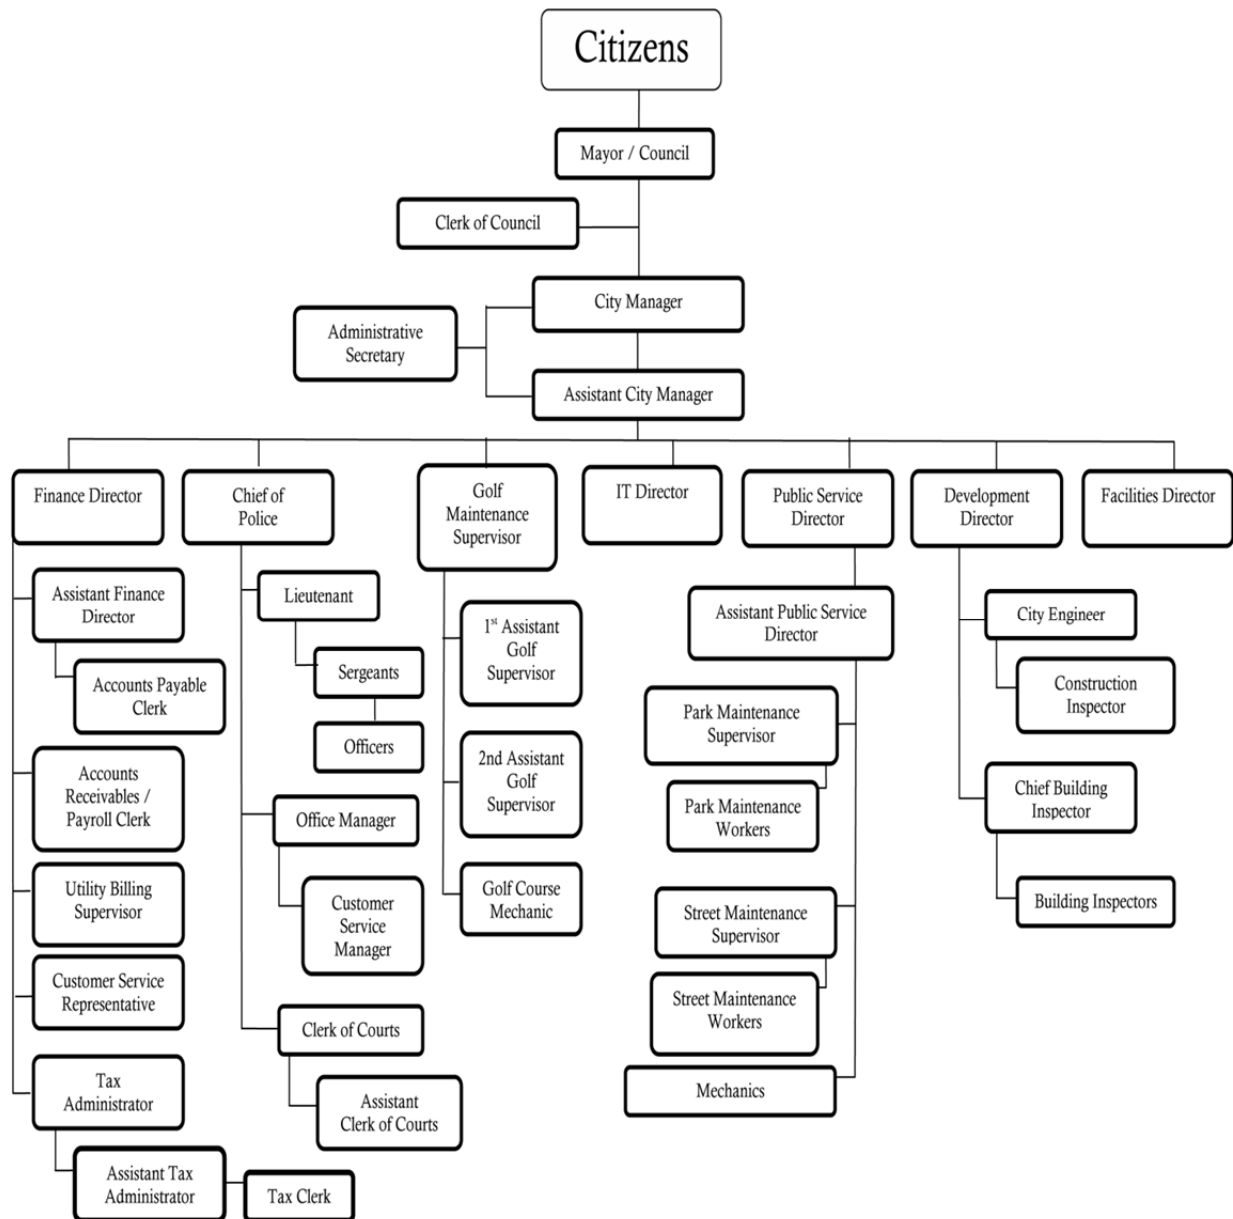 Citizens
Mayor / Council
Clerk of Council
City Manager
Administrative
Secretary
Assistant City Manager
Finance Director
Chief of
Police
Golf
Maintenance
Supervisor
IT Director
Public Service
Director
Development
Director
Facilities Director
Assistant Finance
Director
Accounts Payable
Clerk
Accounts
Receivables /
Payroll Clerk
Utility Billing
Supervisor
Customer Service
Representative
Tax
Administrator
Assistant Tax
Administrator
Tax Clerk
Lieutenant
Sergeants
Officers
Office Manager
Customer
Service
Manager
Clerk of Courts
Assistant
Clerk of Courts
1st Assistant
Golf
Supervisor
2nd Assistant
Golf
Supervisor
Golf Course
Mechanic
Assistant Public Service
Director
Park Maintenance
Supervisor
Park Maintenance
Workers
Street Maintenance
Supervisor
Street Maintenance
Workers
Mechanics
City Engineer
Construction
Inspector
Chief Building
Inspector
Building Inspectors